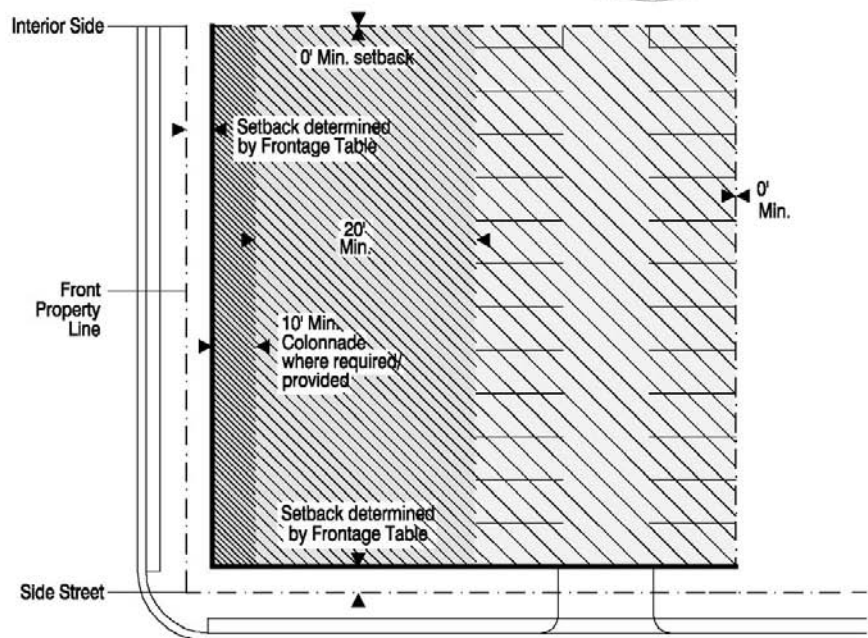 Interior Side
0' Min. setback
Setback determined
by Frontage Table
0'
Min.
20'
Min.
Front
Property
Line
10' Min.
Colonnade
where required/
provided
Setback determined
by Frontage Table
Side Street